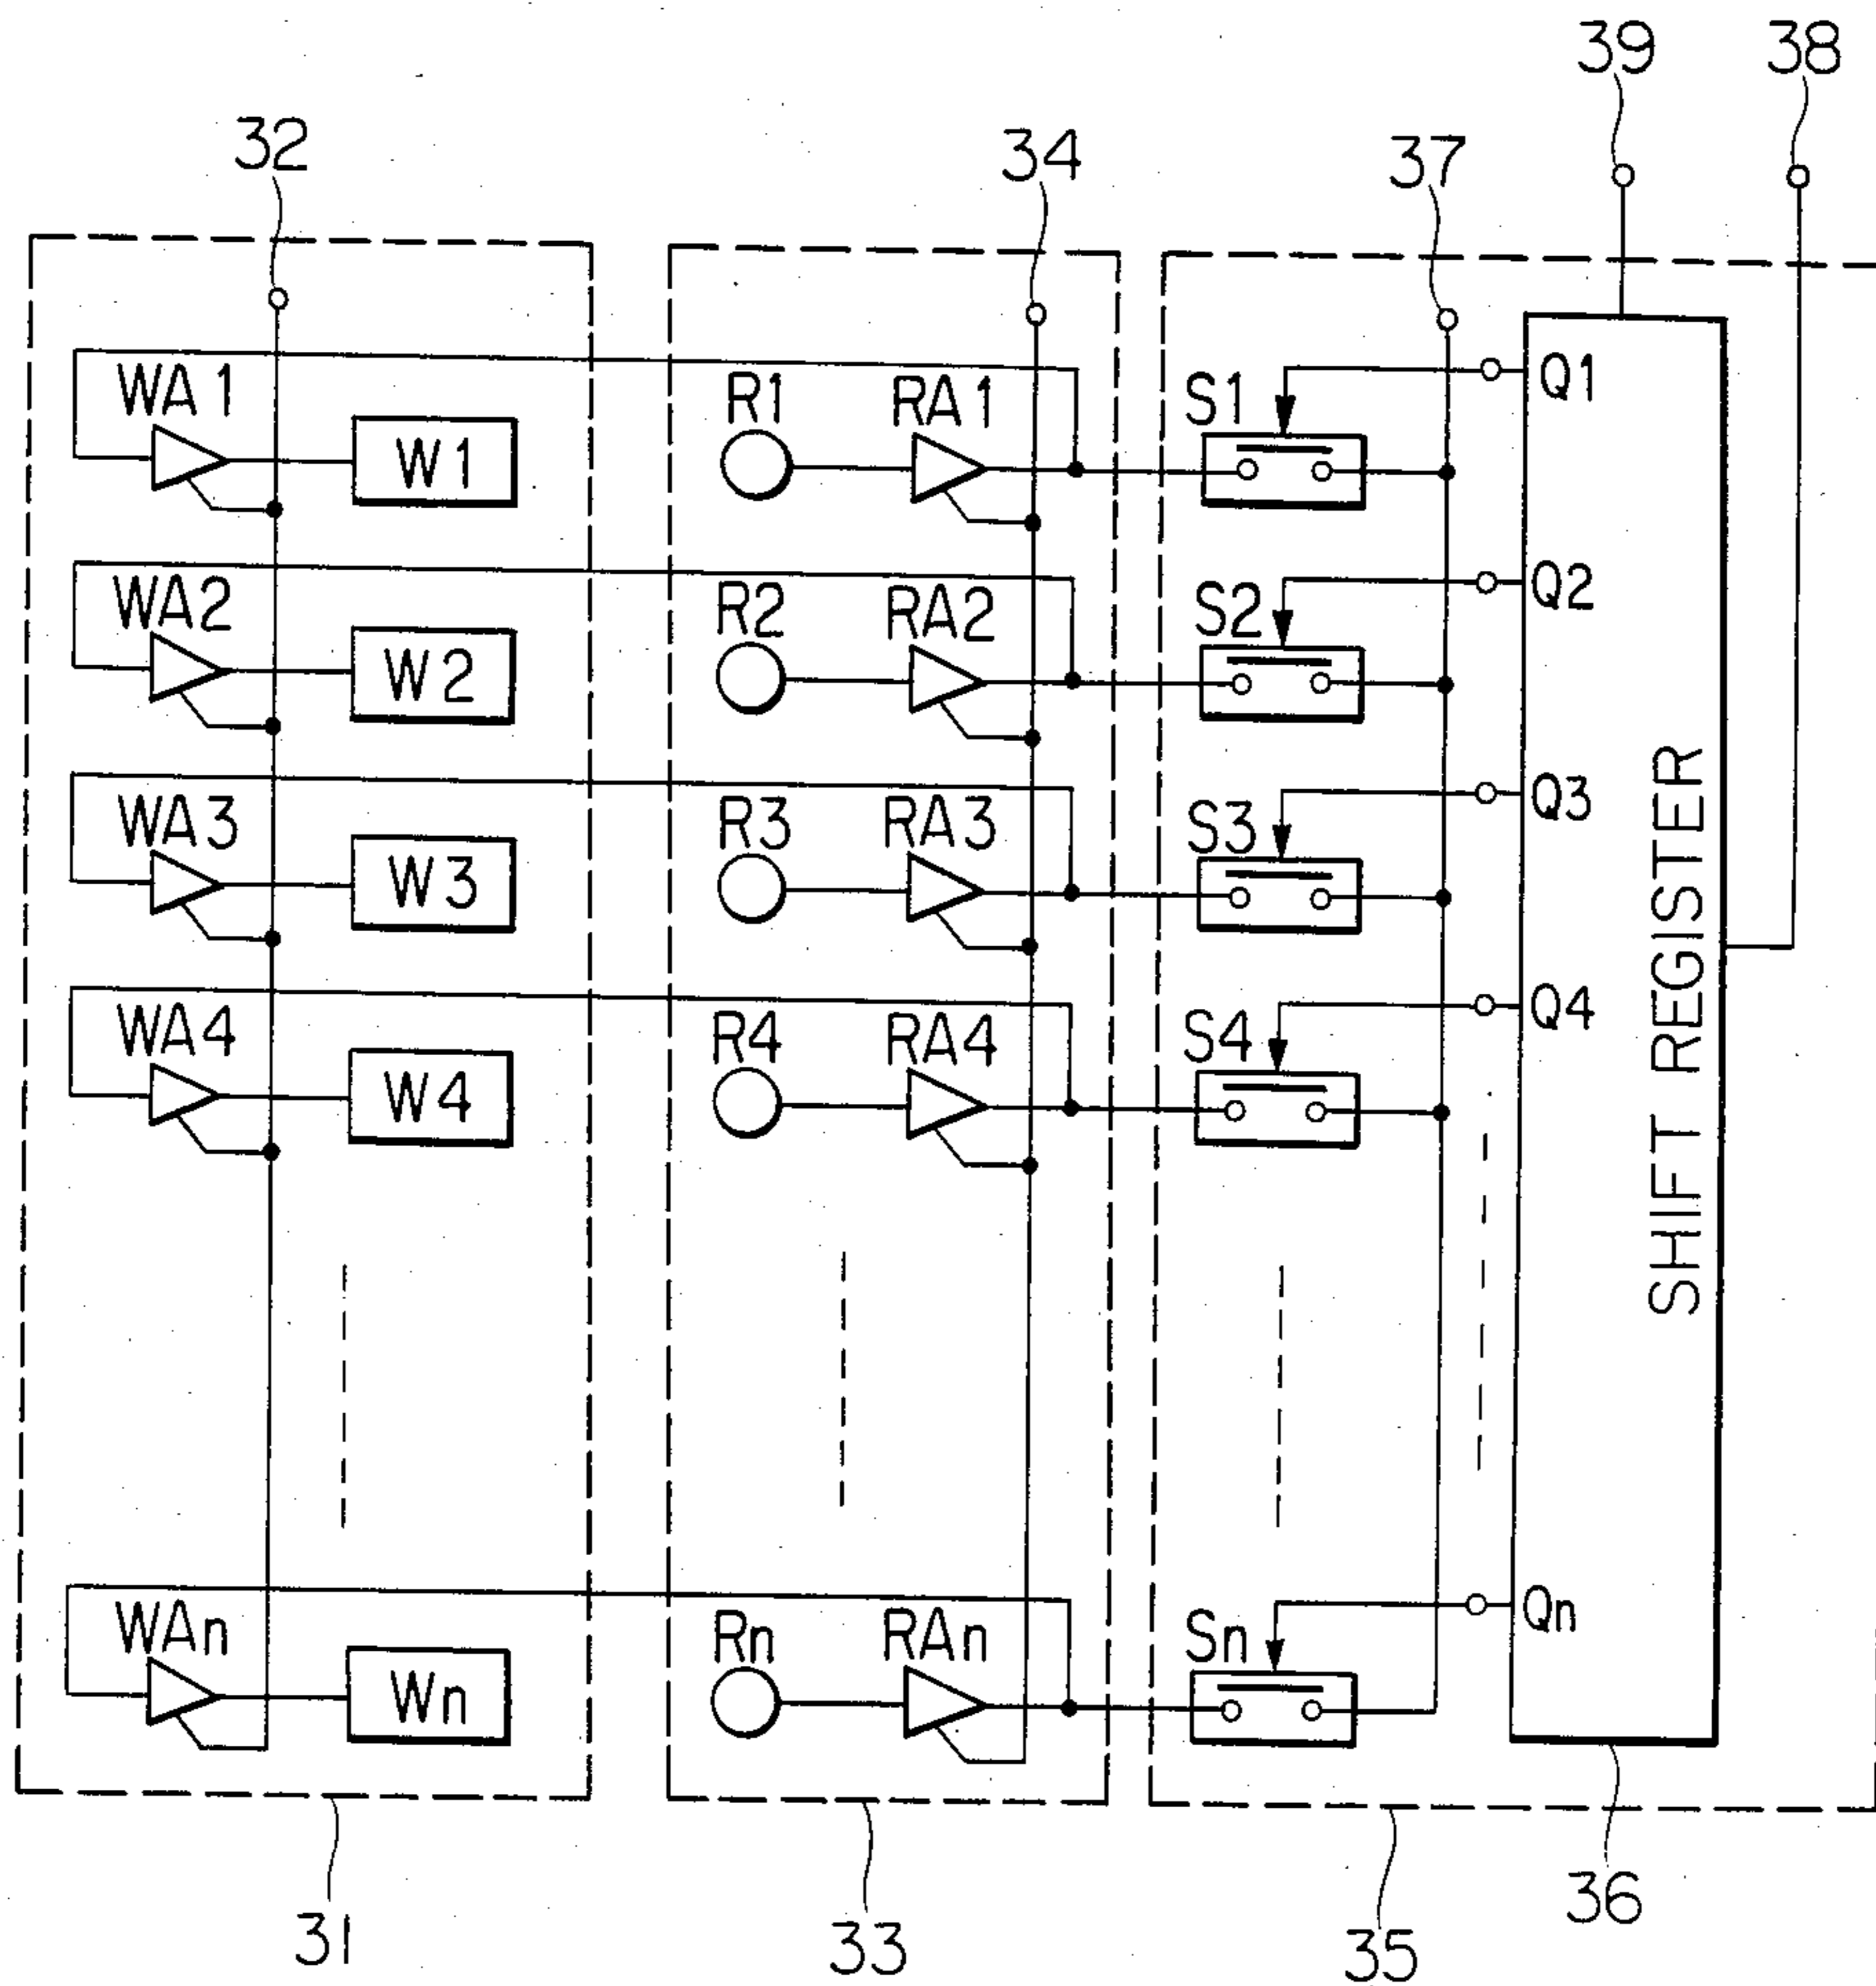 39 38
32 34 37
WA1 R1 RA1 S1 Q1
W1
WA2 R2 RA2 S2 Q2
W2
WA3 R3 RA3 S3 Q3
W3
WA4 R4 RA4 S4 Q4
W4
SHIFT REGISTER
WAn Rn RAn Sn Qn
Wn
31 33 35 36